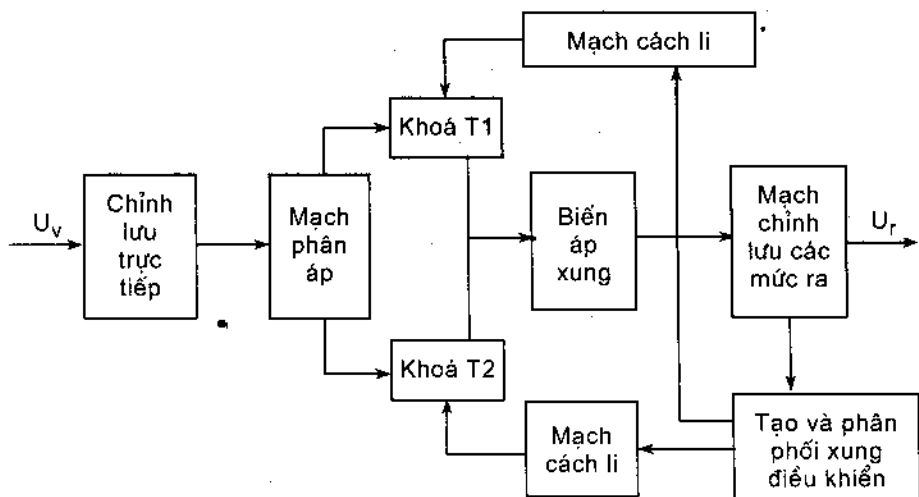 Mạch cách li
Khoá T1
U_v
Chỉnh
lưu
trực
tiếp
Mạch
phân
áp
Biến
áp
xung
Mạch
chỉnh
lưu các
mức ra
U_r
Khoá T2
Mạch
cách li
Tạo và phân
phối xung
điều khiển